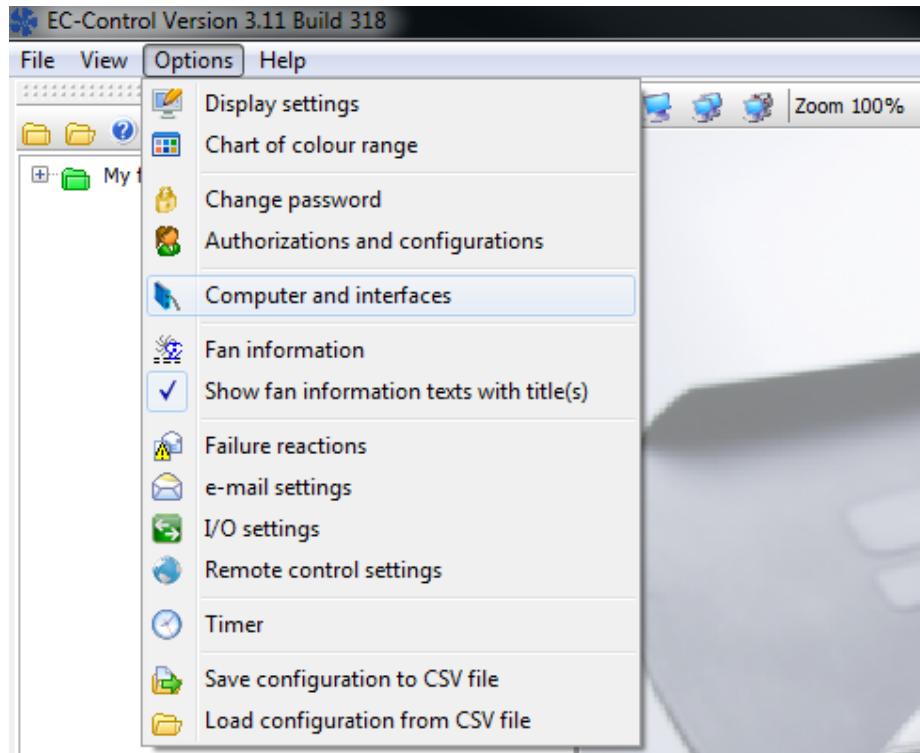 EC-Control Version 3.11 Build 318
File View Options Help
Zoom 100%
My f
Display settings
Chart of colour range
Change password
Authorizations and configurations
Computer and interfaces
Fan information
Show fan information texts with title(s)
Failure reactions
e-mail settings
I/O settings
Remote control settings
Timer
Save configuration to CSV file
Load configuration from CSV file